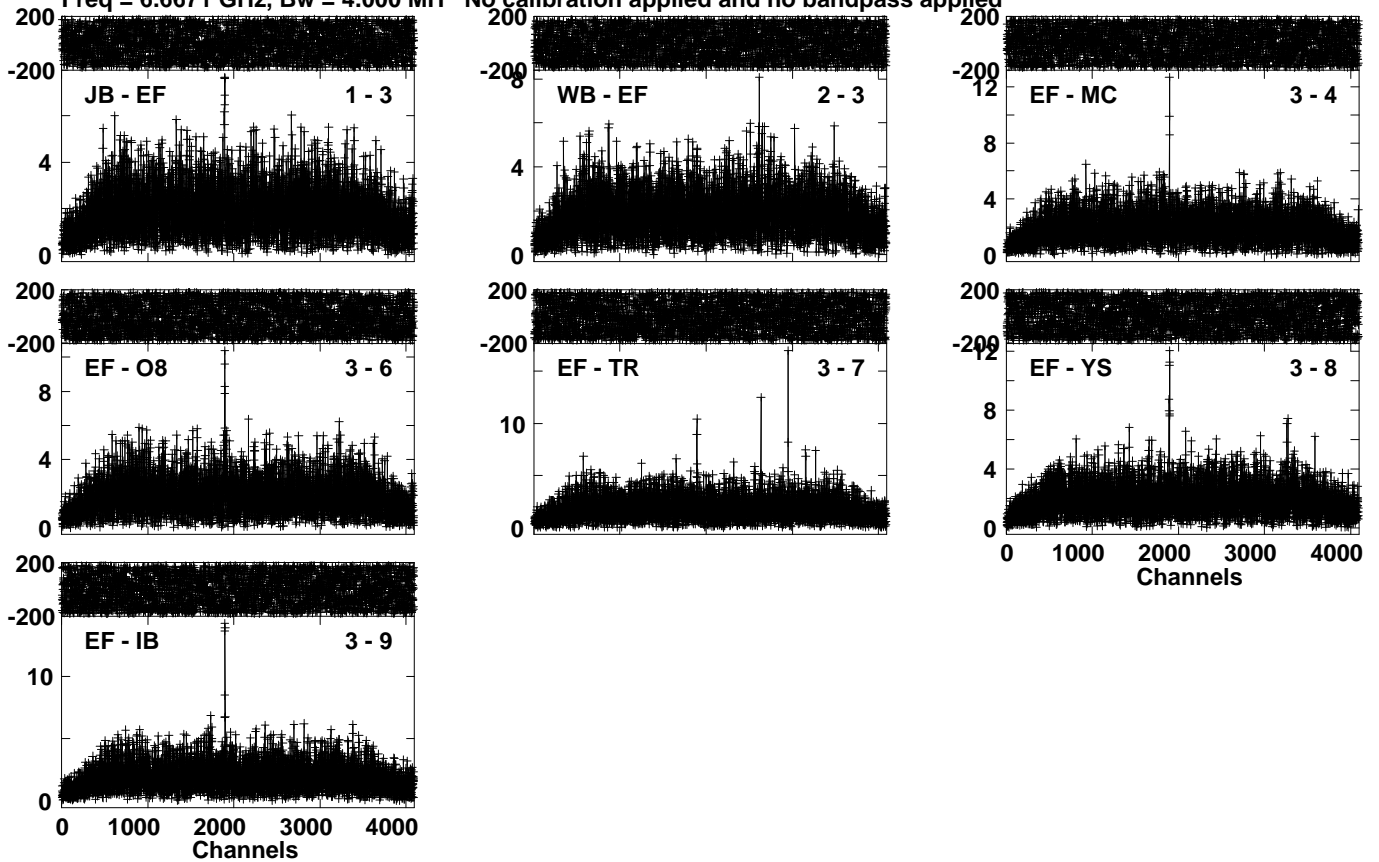 Freq = 6.6671 GHz, Bw = 4.000 MH No calibration applied and no bandpass applied
200 200 200
-200 -200 -200
JB - EF 1 - 3 WB - EF 2 - 3 EF - MC 3 - 4
8 12
8
4 4 4
0 0 0
200 200 200
-200 -200 -200
EF - O8 3 - 6 EF - TR 3 - 7 EF - YS 3 - 8
12
8 10 8
4 4
0 0 0
0 1000 2000 3000 4000
Channels
200
-200
EF - IB 3 - 9
10
0
0 1000 2000 3000 4000
Channels